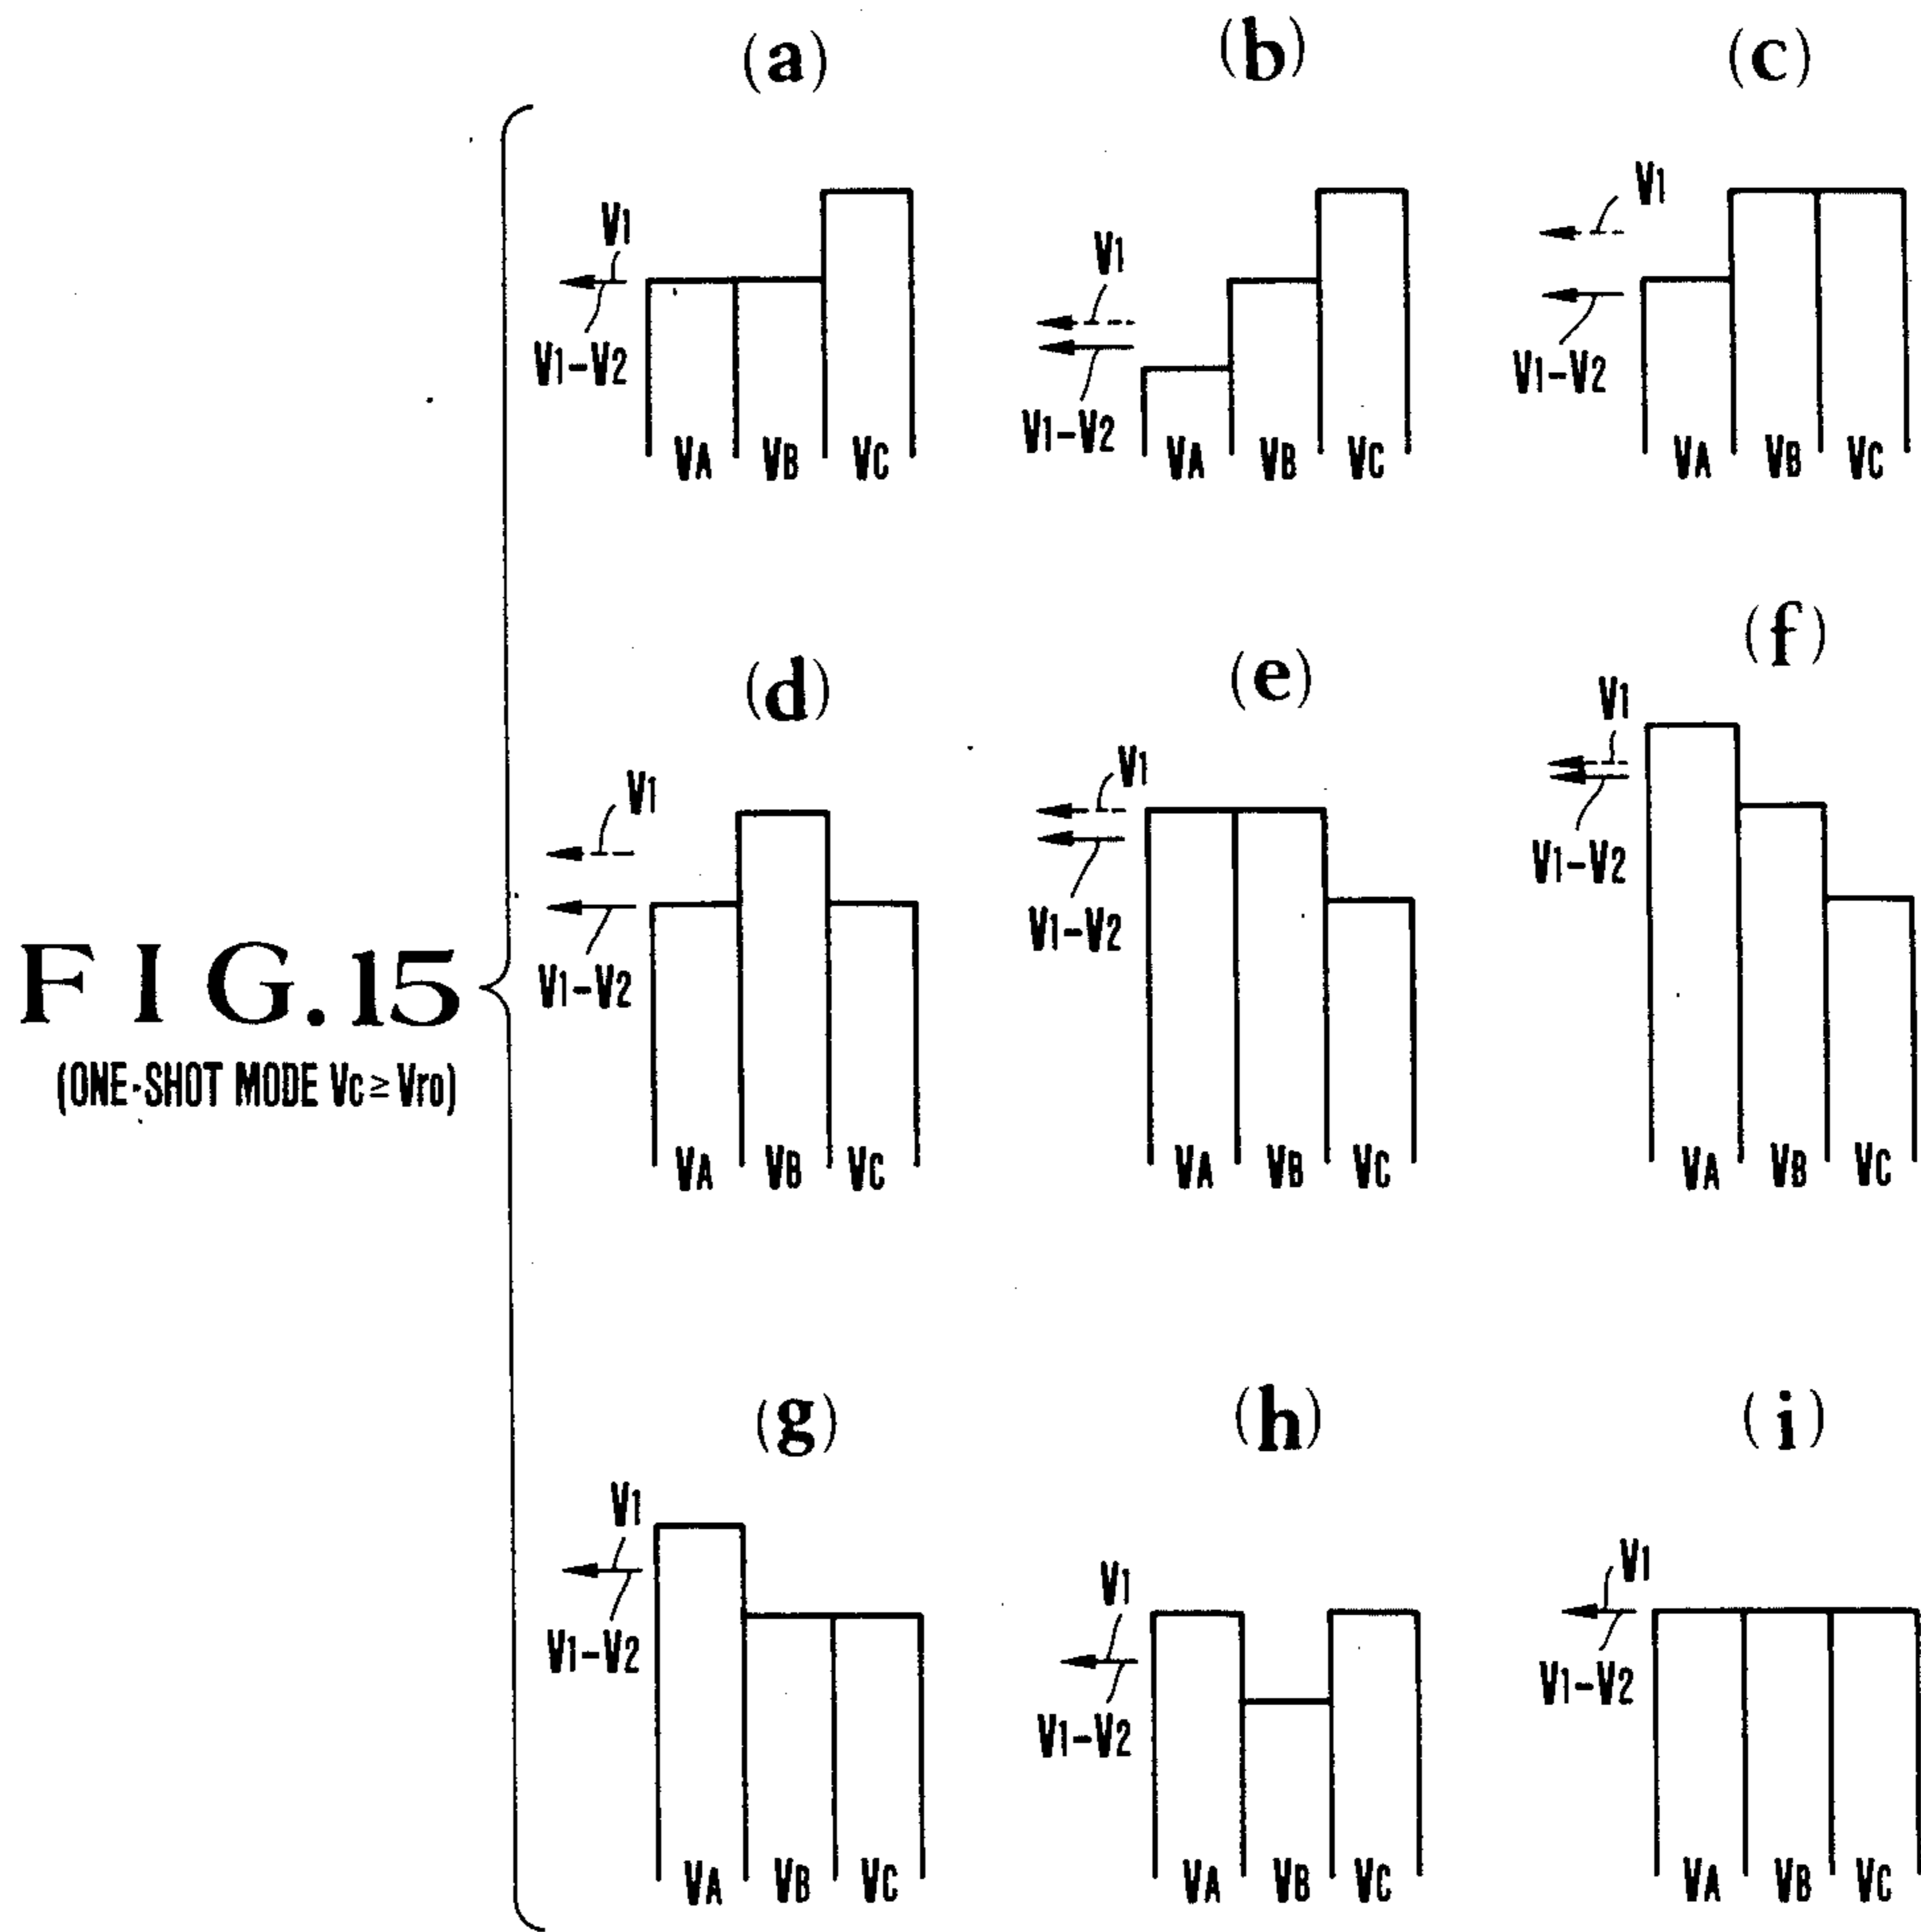 (a)
(b)
(c)
V1
V1-V2
VA VB VC
V1
V1-V2
VA VB VC
V1
V1-V2
VA VB VC
(d)
(e)
(f)
V1
V1-V2
VA VB VC
V1
V1-V2
VA VB VC
V1
V1-V2
VA VB VC
FIG.15
(ONE-SHOT MODE Vc≥Vro)
(g)
(h)
(i)
V1
V1-V2
VA VB VC
V1
V1-V2
VA VB VC
V1
V1-V2
VA VB VC